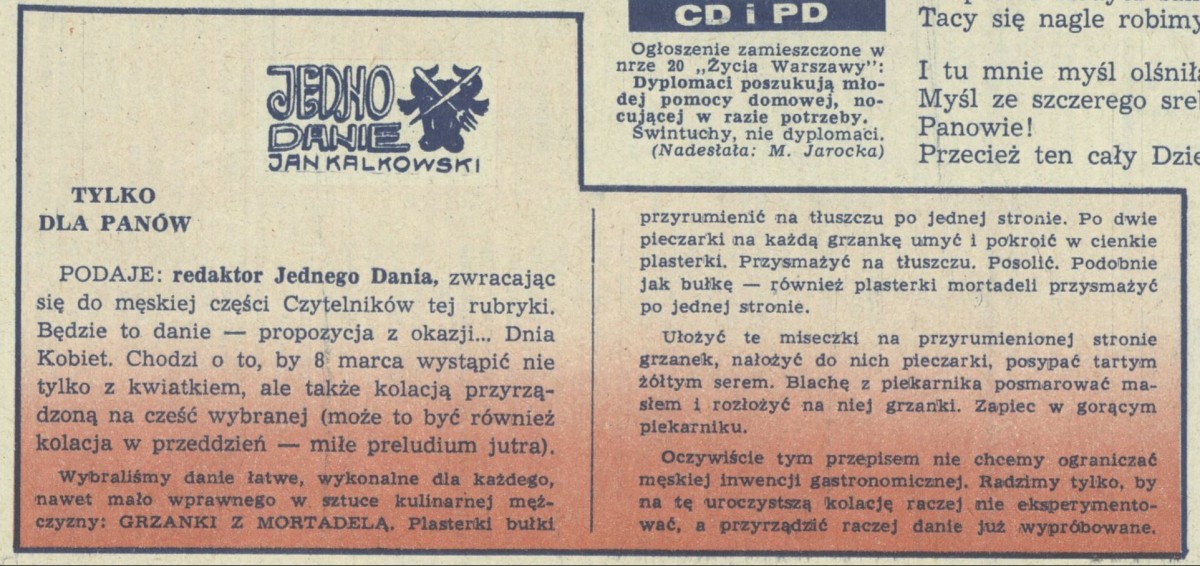 JEDNO
DANIE
JAN KALKOWSKI
TYLKO
DLA PANÓW
PODAJE: redaktor Jednego Dania, zwracając
się do męskiej części Czytelników tej rubryki.
Będzie to danie — propozycja z okazji... Dnia
Kobiet. Chodzi o to, by 8 marca wystąpić nie
tylko z kwiatkiem, ale także kolacją przyrzą-
dzoną na cześć wybranej (może to być również
kolacja w przeddzień — miłe preludium jutra).
Wybraliśmy danie łatwe, wykonalne dla każdego,
nawet mało wprawnego w sztuce kulinarnej męż-
czyzny: GRZANKI Z MORTADELĄ. Plasterki bułki
przyrumienić na tłuszczu po jednej stronie. Po dwie
pieczarki na każdą grzankę umyć i pokroić w cienkie
plasterki. Przysmażyć na tłuszczu. Posolić. Podobnie
jak bułkę — również plasterki mortadeli przysmażyć
po jednej stronie.
Ułożyć te miseczki na przyrumienionej stronie
grzanek, nałożyć do nich pieczarki, posypać tartym
żółtym serem. Blachę z piekarnika posmarować ma-
słem i rozłożyć na niej grzanki. Zapiec w gorącym
piekarniku.
Oczywiście tym przepisem nie chcemy ograniczać
męskiej inwencji gastronomicznej. Radzimy tylko, by
na tę uroczystszą kolację raczej nie eksperymento-
wać, a przyrządzić raczej danie już wypróbowane.
CD i PD
Ogłoszenie zamieszczone w
nrze 20 „Życia Warszawy":
Dyplomaci poszukują mło-
dej pomocy domowej, no-
cującej w razie potrzeby.
Świntuchy, nie dyplomaci.
(Nadesłała: M. Jarocka)
Tacy się nagle robimy
I tu mnie myśl olśniła
Myśl ze szczerego sre
Panowie!
Przecież ten cały Dzie